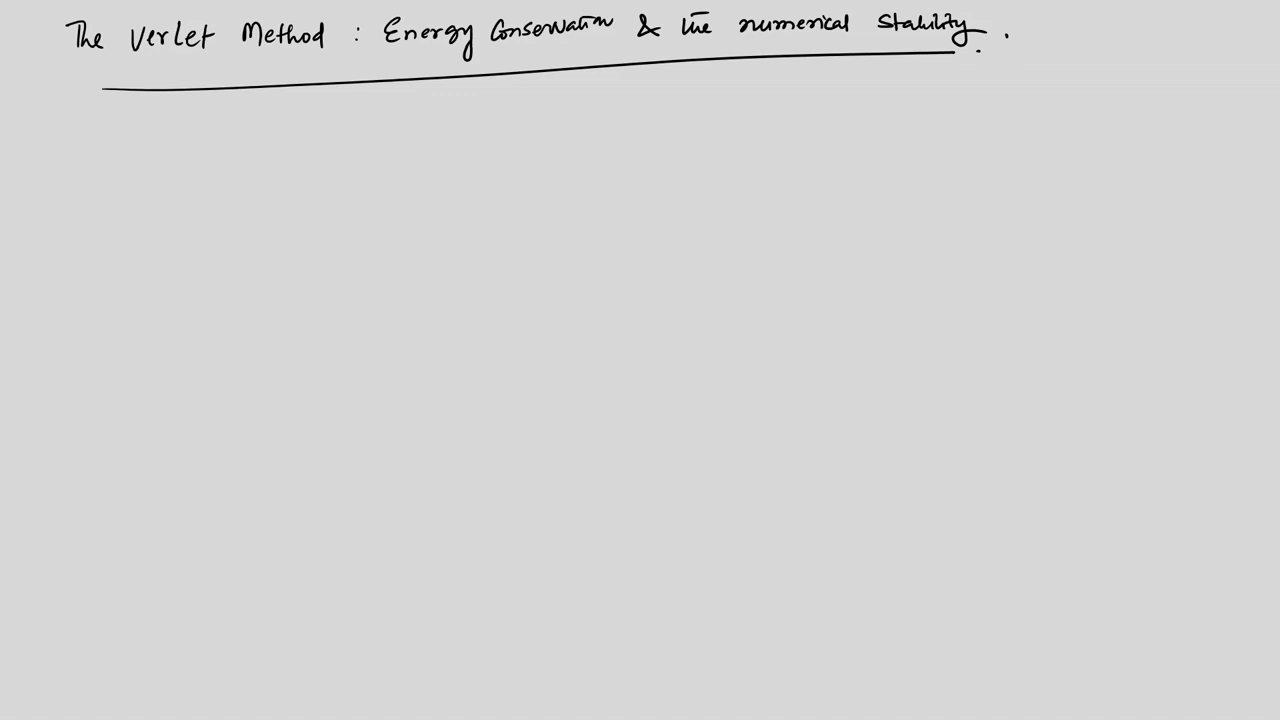 The Verlet Method : Energy Conservation & the numerical Stability.